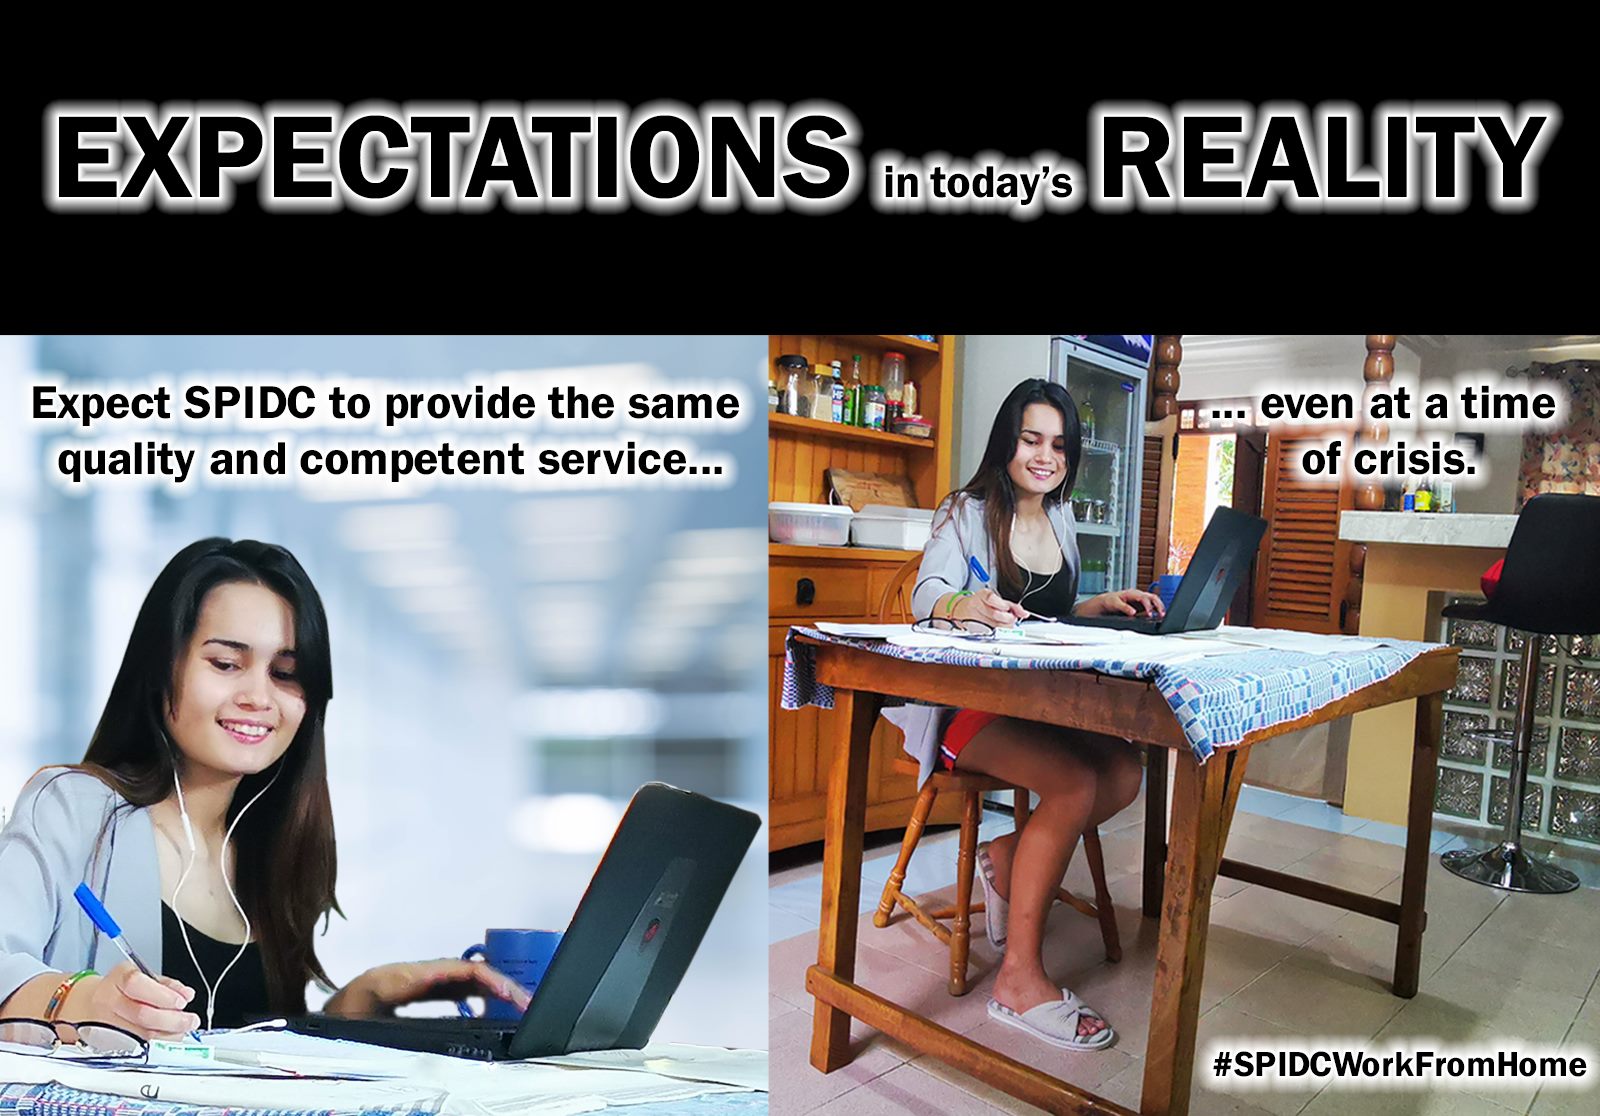 EXPECTATIONS in today's REALITY
Expect SPIDC to provide the same
quality and competent service...
... even at a time
of crisis.
#SPIDCWorkFromHome